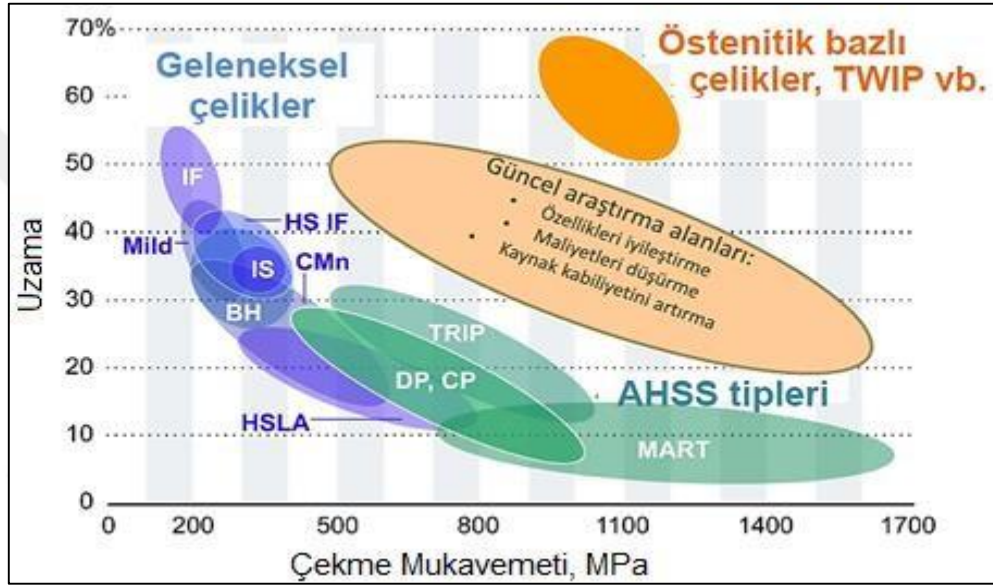 70%
60
50
40
30
20
10
0
Uzama
Geleneksel
çelikler
Östenitik bazlı
çelikler, TWIP vb.
Güncel araştırma alanları:
• Özellikleri iyileştirme
• Maliyetleri düşürme
• Kaynak kabiliyetini artırma
IF
HS IF
Mild
IS
CMn
BH
TRIP
DP, CP
AHSS tipleri
HSLA
MART
0 200 500 800 1100 1400 1700
Çekme Mukavemeti, MPa